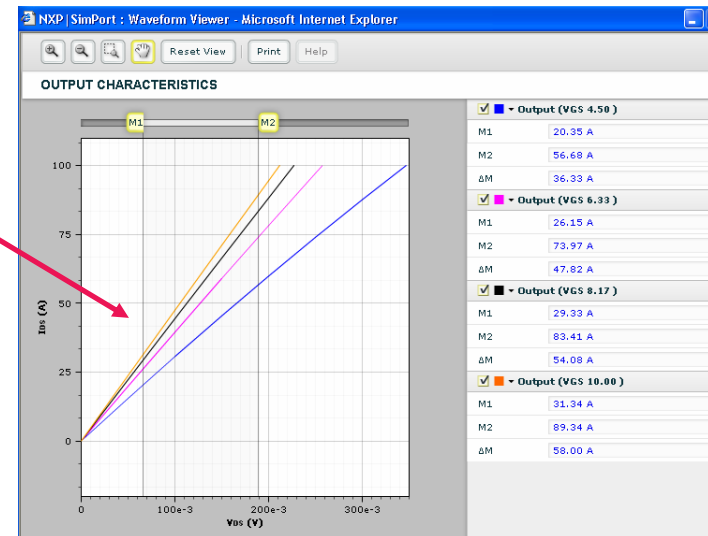 NXP | SimPort : Waveform Viewer - Microsoft Internet Explorer
Reset View
Print
Help
OUTPUT CHARACTERISTICS
M1
M2
100
75
50
25
0
IDS (A)
0
100e-3
200e-3
300e-3
VDS (V)
Output (VGS 4.50 )
M1 20.35 A
M2 56.68 A
ΔM 36.33 A
Output (VGS 6.33 )
M1 26.15 A
M2 73.97 A
ΔM 47.82 A
Output (VGS 8.17 )
M1 29.33 A
M2 83.41 A
ΔM 54.08 A
Output (VGS 10.00 )
M1 31.34 A
M2 89.34 A
ΔM 58.00 A